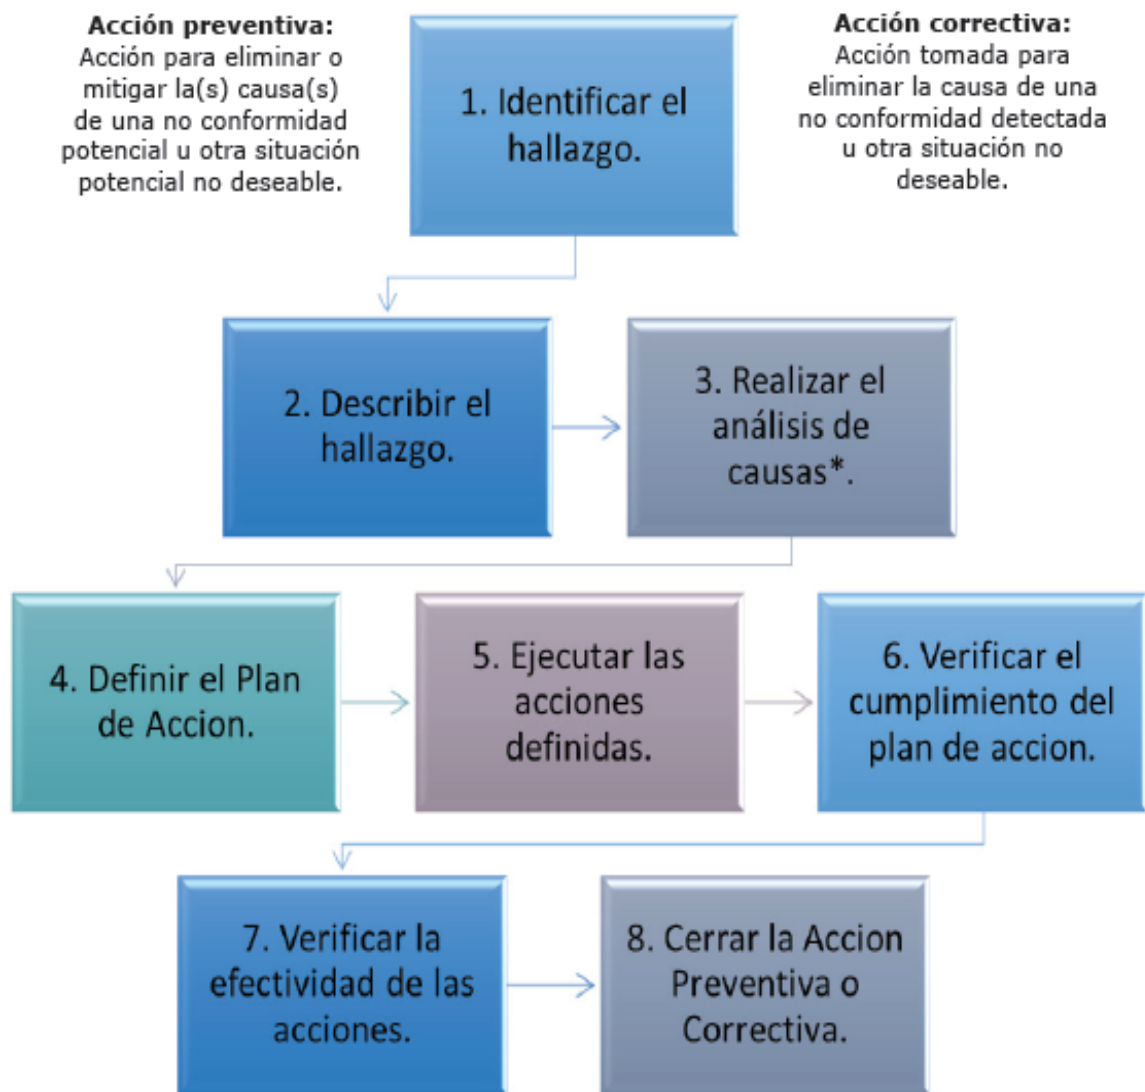 Acción preventiva:
Acción para eliminar o
mitigar la(s) causa(s)
de una no conformidad
potencial u otra situación
potencial no deseable.
Acción correctiva:
Acción tomada para
eliminar la causa de una
no conformidad detectada
u otra situación no
deseable.
1. Identificar el
hallazgo.
2. Describir el
hallazgo.
3. Realizar el
análisis de
causas*.
4. Definir el Plan
de Accion.
5. Ejecutar las
acciones
definidas.
6. Verificar el
cumplimiento del
plan de accion.
7. Verificar la
efectividad de las
acciones.
8. Cerrar la Accion
Preventiva o
Correctiva.